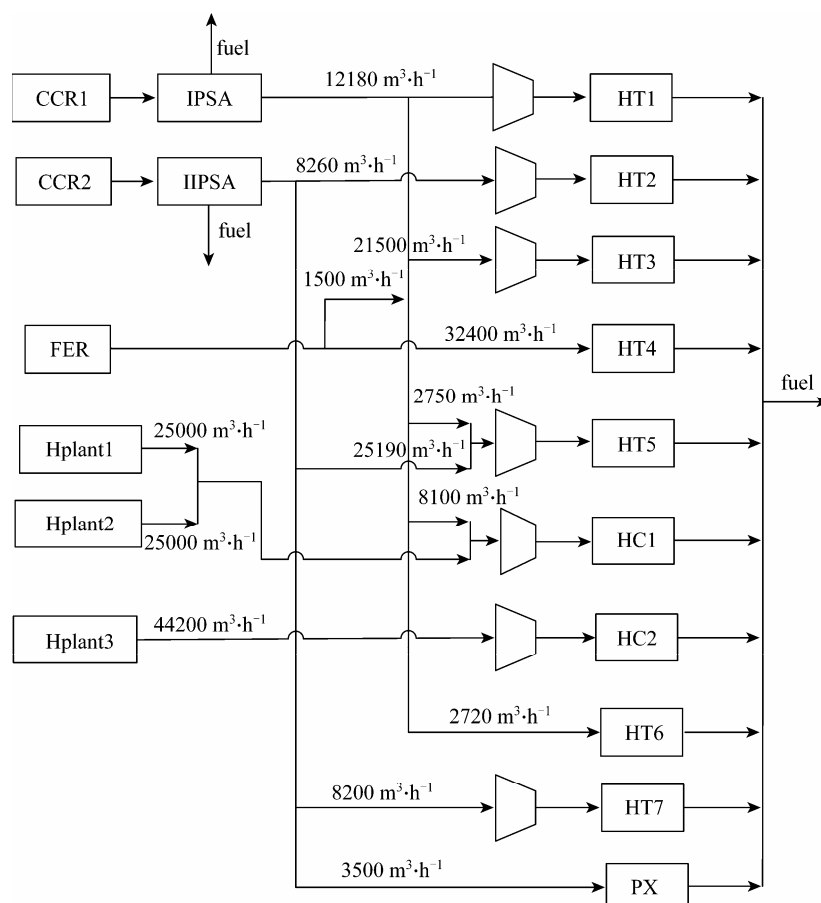 fuel
12180 m³·h⁻¹
CCR1
IPSA
HT1
8260 m³·h⁻¹
CCR2
IIPSA
HT2
fuel
21500 m³·h⁻¹
HT3
1500 m³·h⁻¹
32400 m³·h⁻¹
FER
HT4
fuel
2750 m³·h⁻¹
25000 m³·h⁻¹
Hplant1
25190 m³·h⁻¹
HT5
8100 m³·h⁻¹
Hplant2
25000 m³·h⁻¹
HC1
44200 m³·h⁻¹
Hplant3
HC2
2720 m³·h⁻¹
HT6
8200 m³·h⁻¹
HT7
3500 m³·h⁻¹
PX